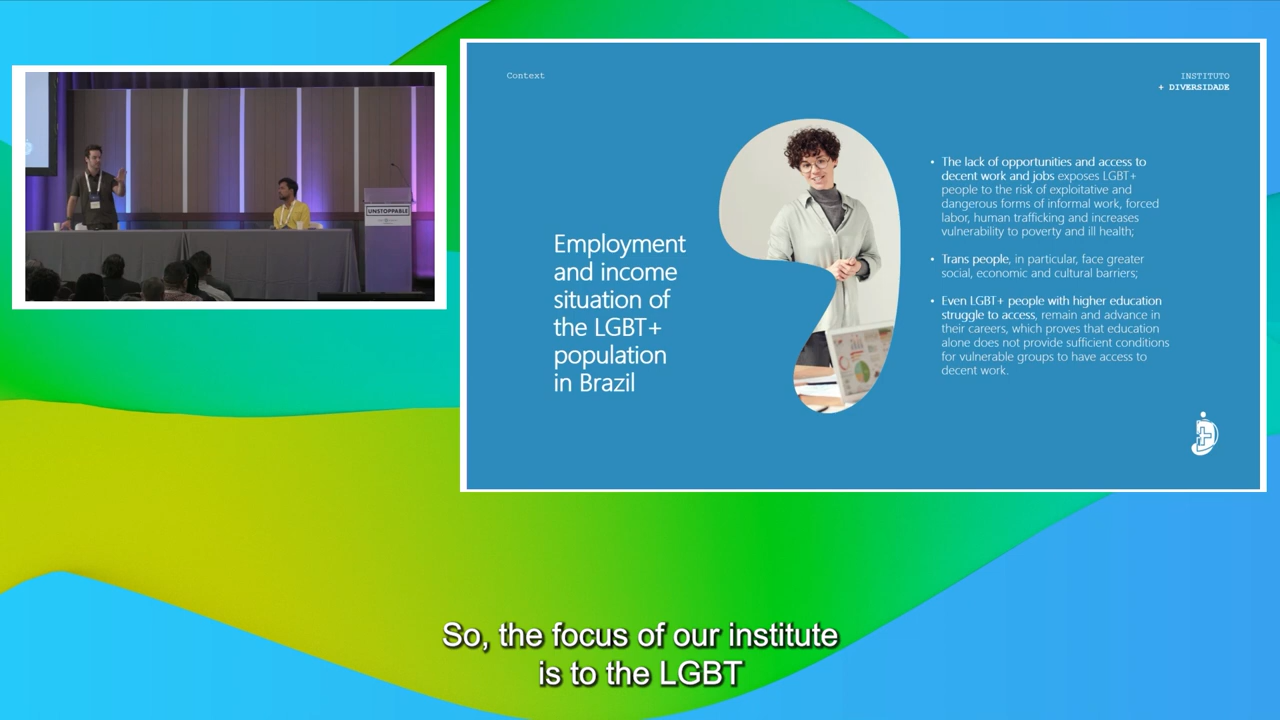 UNSTOPPABLE
Context
INSTITUTO
+ DIVERSIDADE
Employment
and income
situation of
the LGBT+
population
in Brazil
• The lack of opportunities and access to
decent work and jobs exposes LGBT+
people to the risk of exploitative and
dangerous forms of informal work, forced
labor, human trafficking and increases
vulnerability to poverty and ill health;
• Trans people, in particular, face greater
social, economic and cultural barriers;
• Even LGBT+ people with higher education
struggle to access, remain and advance in
their careers, which proves that education
alone does not provide sufficient conditions
for vulnerable groups to have access to
decent work.
So, the focus of our institute
is to the LGBT